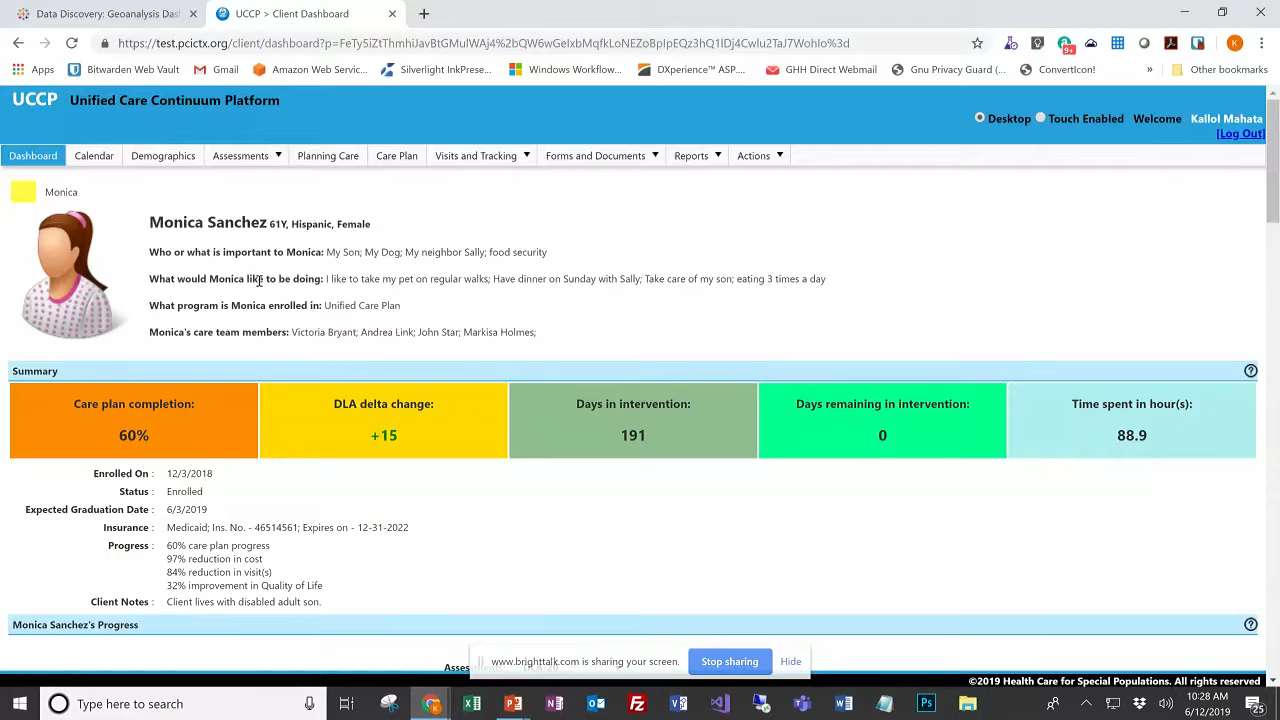 Data Discovery: Geoanalysis Das
UCCP > Client Dashboard
Apps
Bitwarden Web Vault
Gmail
Amazon Web Servic...
Silverlight InkPrese...
Windows Workflow...
DXperience™ ASP....
GHH Direct Webmail
Gnu Privacy Guard (...
ConvertIcon!
»
Other Bookmarks
UCCP Unified Care Continuum Platform
Desktop Touch Enabled Welcome Kallol Mahata
[Log Out]
Dashboard Calendar Demographics Assessments Planning Care Care Plan Visits and Tracking Forms and Documents Reports Actions
Monica
Monica Sanchez 61Y, Hispanic, Female
Who or what is important to Monica: My Son; My Dog; My neighbor Sally; food security
What would Monica like to be doing: I like to take my pet on regular walks; Have dinner on Sunday with Sally; Take care of my son; eating 3 times a day
What program is Monica enrolled in: Unified Care Plan
Monica's care team members: Victoria Bryant; Andrea Link; John Star; Markisa Holmes;
Summary
Care plan completion: DLA delta change: Days in intervention: Days remaining in intervention: Time spent in hour(s):
60% +15 191 0 88.9
Enrolled On : 12/3/2018
Status : Enrolled
Expected Graduation Date : 6/3/2019
Insurance : Medicaid; Ins. No. - 46514561; Expires on - 12-31-2022
Progress : 60% care plan progress
97% reduction in cost
84% reduction in visit(s)
32% improvement in Quality of Life
Client Notes : Client lives with disabled adult son.
Monica Sanchez's Progress
www.brighttalk.com is sharing your screen. Stop sharing Hide
©2019 Health Care for Special Populations. All rights reserved.
Type here to search
10:28 AM
6/12/2019
25